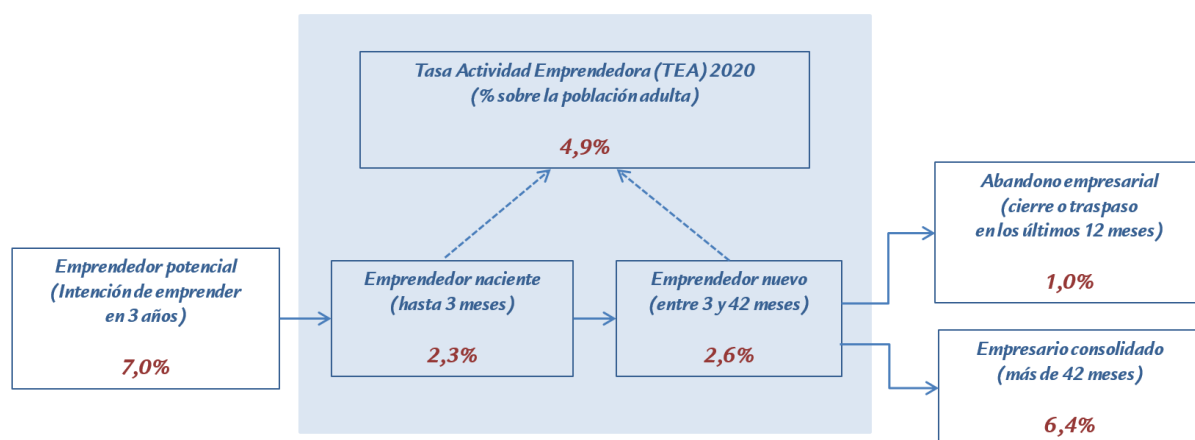 Tasa Actividad Emprendedora (TEA) 2020
(% sobre la población adulta)
4,9%
Emprendedor potencial
(Intención de emprender
en 3 años)
7,0%
Emprendedor naciente
(hasta 3 meses)
2,3%
Emprendedor nuevo
(entre 3 y 42 meses)
2,6%
Abandono empresarial
(cierre o traspaso
en los últimos 12 meses)
1,0%
Empresario consolidado
(más de 42 meses)
6,4%